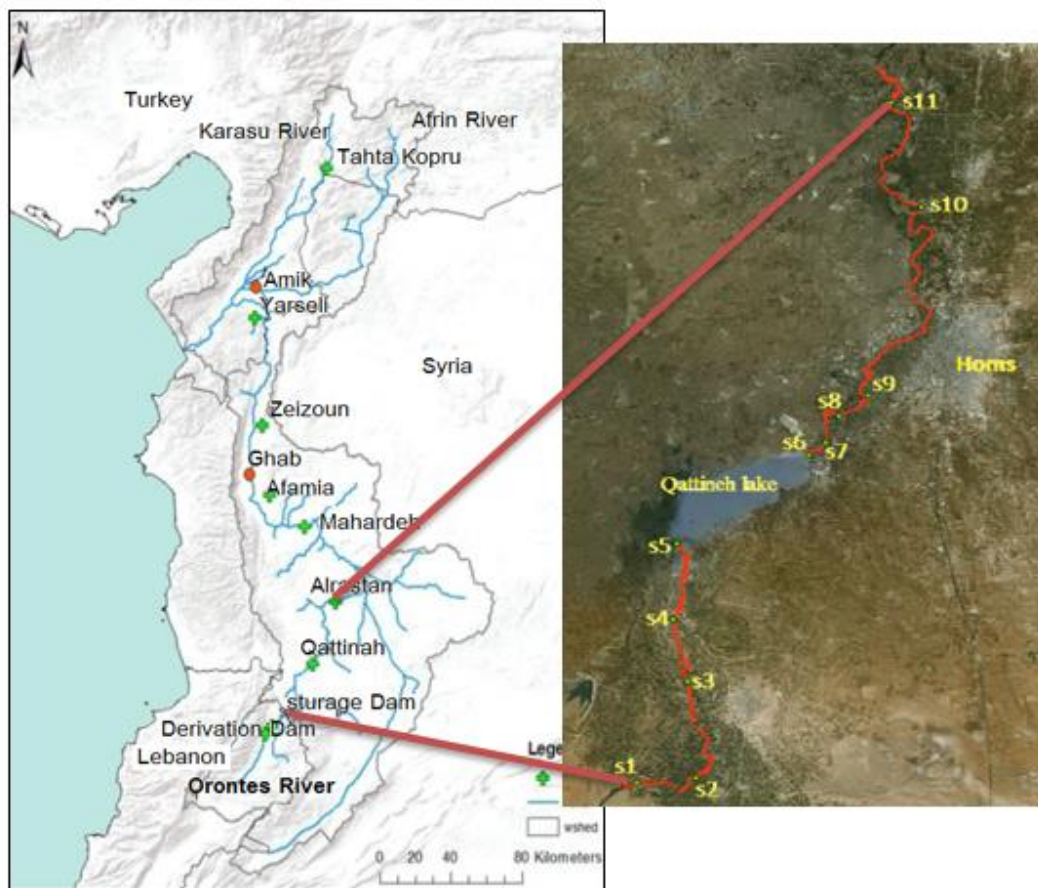 N
Turkey
Karasu River
Afrin River
Tahta Kopru
Amik
Yarseli
Syria
Zeizoun
Ghab
Afamia
Mahardeh
Alrastan
Qattinah
sturage Dam
Derivation Dam
Lebanon
Orontes River
Lege
wshed
0 20 40 80 Kilometers
s11
s10
Homs
s9
s8
s7
s6
Qattineh lake
s5
s4
s3
s1
s2